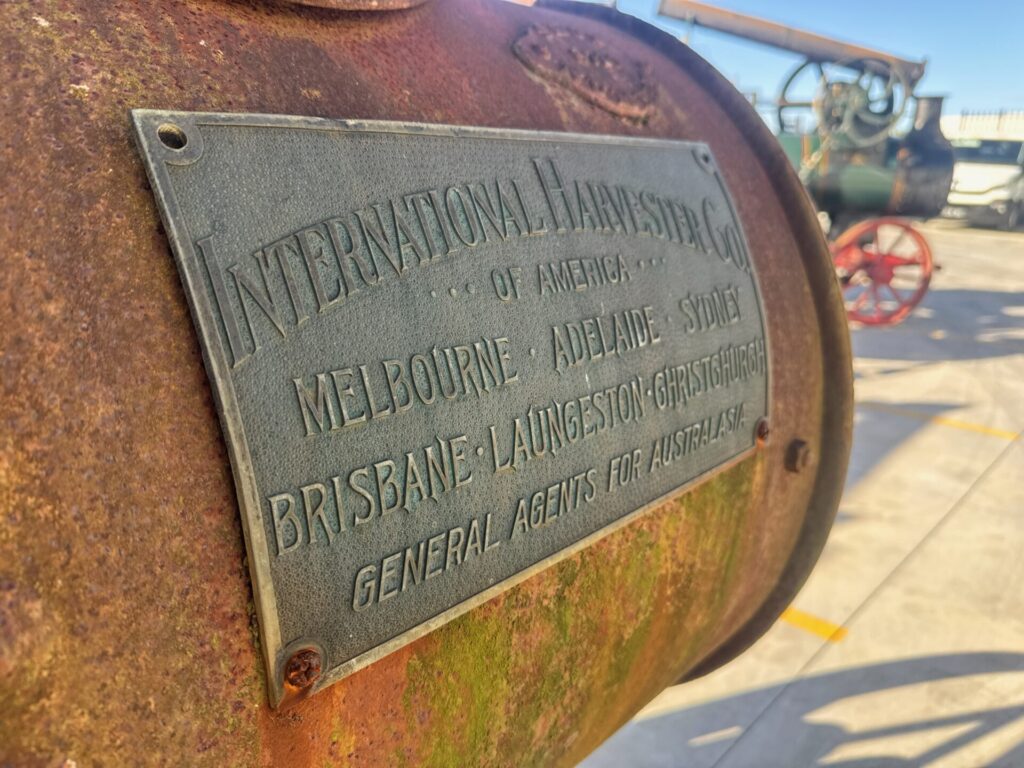 INTERNATIONAL HARVESTER CO.
OF AMERICA
MELBOURNE · ADELAIDE · SYDNEY
BRISBANE · LAUNCESTON · CHRISTCHURCH
GENERAL AGENTS FOR AUSTRALASIA